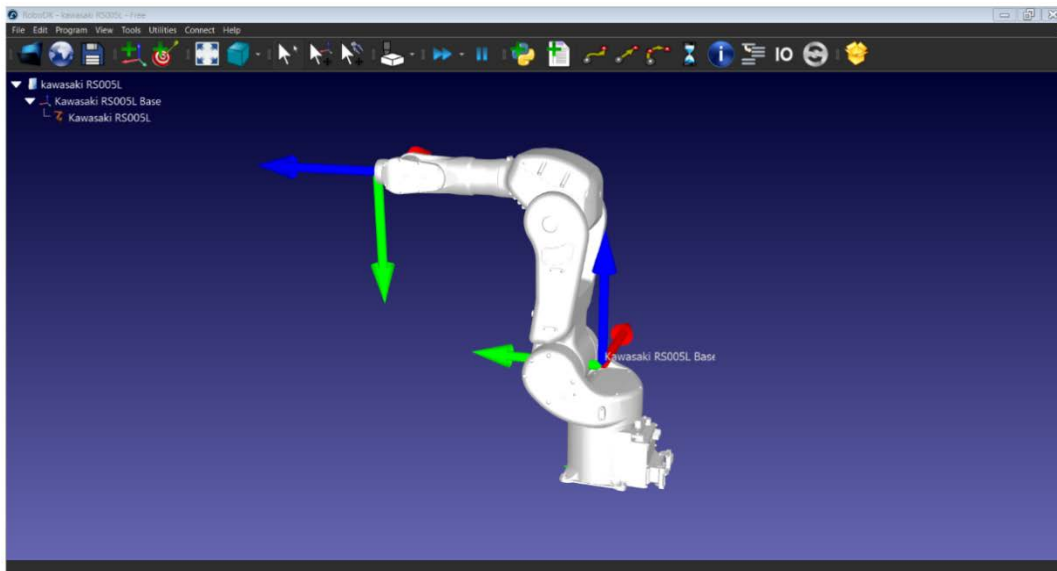 RoboDK - kawasaki RS005L - Free
File Edit Program View Tools Utilities Connect Help
IO
kawasaki RS005L
Kawasaki RS005L Base
Kawasaki RS005L
Kawasaki RS005L Base